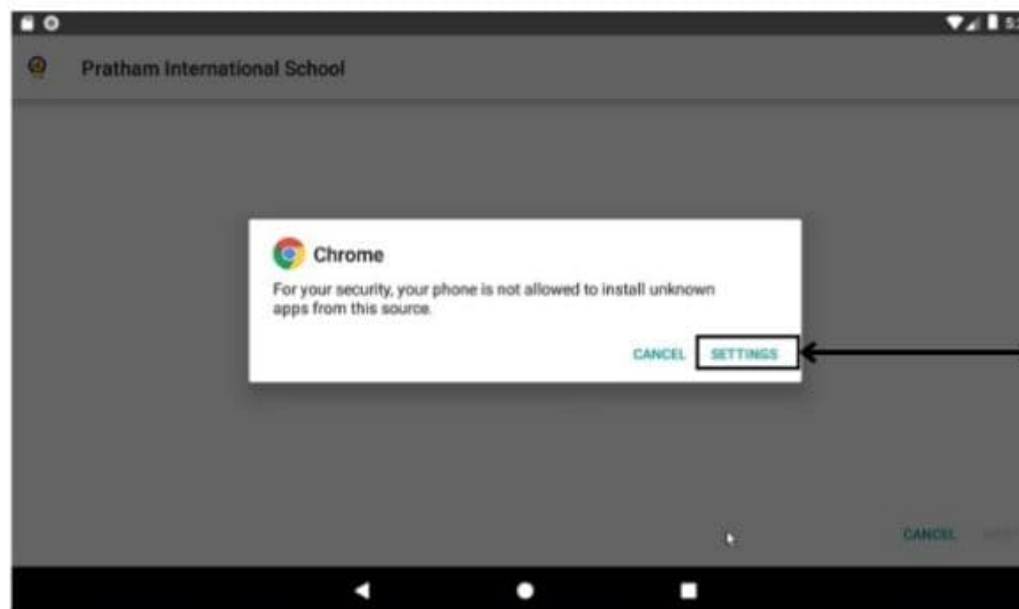 Pratham International School
Chrome
For your security, your phone is not allowed to install unknown
apps from this source.
CANCEL SETTINGS
CANCEL